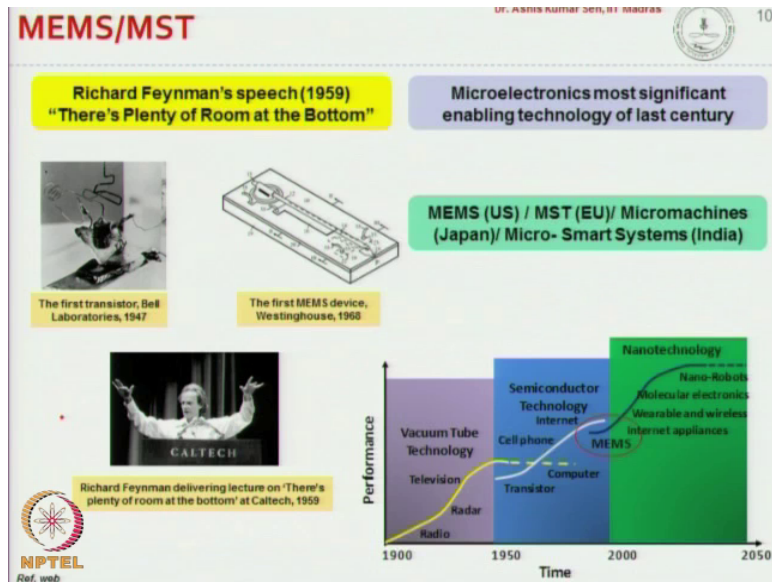 Dr. Ashis Kumar Sen, IIT Madras
10
MEMS/MST
Richard Feynman's speech (1959)
"There's Plenty of Room at the Bottom"
Microelectronics most significant
enabling technology of last century
MEMS (US) / MST (EU)/ Micromachines
(Japan)/ Micro- Smart Systems (India)
The first transistor, Bell
Laboratories, 1947
The first MEMS device,
Westinghouse, 1968
CALTECH
Richard Feynman delivering lecture on 'There's
plenty of room at the bottom' at Caltech, 1959
Performance
Vacuum Tube
Technology
Television
Radar
Radio
Semiconductor
Technology
Internet
Cell phone
Computer
Transistor
MEMS
Nanotechnology
Nano-Robots
Molecular electronics
Wearable and wireless
Internet appliances
1900
1950
2000
2050
Time
NPTEL
Ref. web